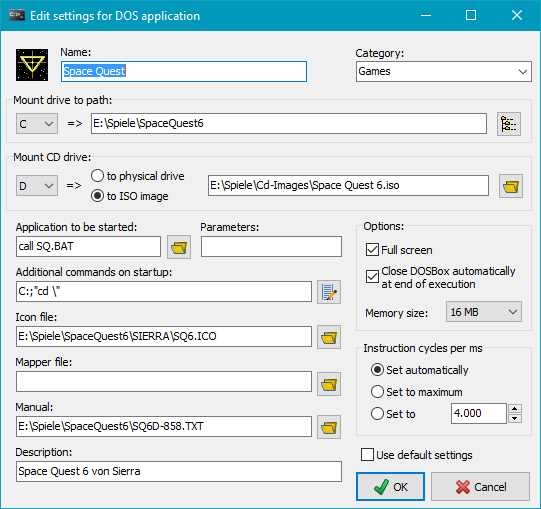 Edit settings for DOS application
Name:
Category:
Space Quest
Games
Mount drive to path:
C
=>
E:\Spiele\SpaceQuest6
Mount CD drive:
D
=>
to physical drive
to ISO image
E:\Spiele\Cd-Images\Space Quest 6.iso
Application to be started:
Parameters:
call SQ.BAT
Additional commands on startup:
C:;"cd \"
Icon file:
E:\Spiele\SpaceQuest6\SIERRA\SQ6.ICO
Mapper file:
Manual:
E:\Spiele\SpaceQuest6\SQ6D-858.TXT
Description:
Space Quest 6 von Sierra
Options:
Full screen
Close DOSBox automatically
at end of execution
Memory size:
16 MB
Instruction cycles per ms
Set automatically
Set to maximum
Set to
4.000
Use default settings
OK
Cancel